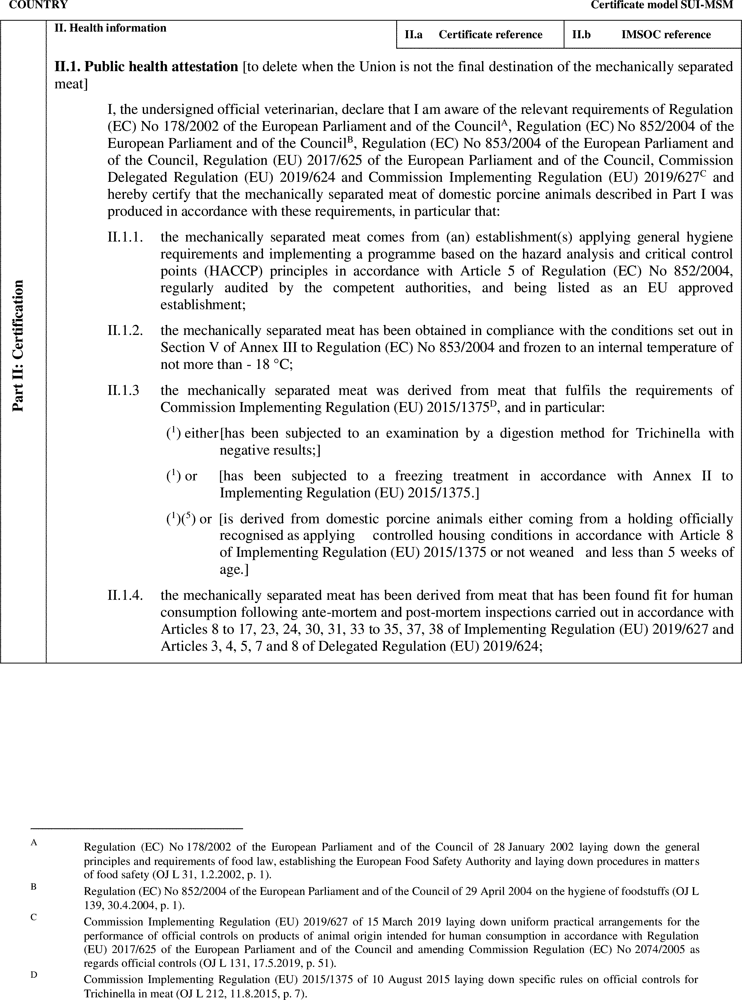 COUNTRY Certificate model SUI-MSM
II. Health information
II.a Certificate reference II.b IMSOC reference
II.1. Public health attestation [to delete when the Union is not the final destination of the mechanically separated
meat]
I, the undersigned official veterinarian, declare that I am aware of the relevant requirements of Regulation
(EC) No 178/2002 of the European Parliament and of the Council^A, Regulation (EC) No 852/2004 of the
European Parliament and of the Council^B, Regulation (EC) No 853/2004 of the European Parliament and
of the Council, Regulation (EU) 2017/625 of the European Parliament and of the Council, Commission
Delegated Regulation (EU) 2019/624 and Commission Implementing Regulation (EU) 2019/627^C and
hereby certify that the mechanically separated meat of domestic porcine animals described in Part I was
produced in accordance with these requirements, in particular that:
II.1.1. the mechanically separated meat comes from (an) establishment(s) applying general hygiene
requirements and implementing a programme based on the hazard analysis and critical control
points (HACCP) principles in accordance with Article 5 of Regulation (EC) No 852/2004,
regularly audited by the competent authorities, and being listed as an EU approved
establishment;
II.1.2. the mechanically separated meat has been obtained in compliance with the conditions set out in
Section V of Annex III to Regulation (EC) No 853/2004 and frozen to an internal temperature of
not more than - 18 °C;
II.1.3 the mechanically separated meat was derived from meat that fulfils the requirements of
Commission Implementing Regulation (EU) 2015/1375^D, and in particular:
(1) either [has been subjected to an examination by a digestion method for Trichinella with
negative results;]
(1) or [has been subjected to a freezing treatment in accordance with Annex II to
Implementing Regulation (EU) 2015/1375.]
(1)(5) or [is derived from domestic porcine animals either coming from a holding officially
recognised as applying controlled housing conditions in accordance with Article 8
of Implementing Regulation (EU) 2015/1375 or not weaned and less than 5 weeks of
age.]
II.1.4. the mechanically separated meat has been derived from meat that has been found fit for human
consumption following ante-mortem and post-mortem inspections carried out in accordance with
Articles 8 to 17, 23, 24, 30, 31, 33 to 35, 37, 38 of Implementing Regulation (EU) 2019/627 and
Articles 3, 4, 5, 7 and 8 of Delegated Regulation (EU) 2019/624;
Part II: Certification
A Regulation (EC) No 178/2002 of the European Parliament and of the Council of 28 January 2002 laying down the general
principles and requirements of food law, establishing the European Food Safety Authority and laying down procedures in matters
of food safety (OJ L 31, 1.2.2002, p. 1).
B Regulation (EC) No 852/2004 of the European Parliament and of the Council of 29 April 2004 on the hygiene of foodstuffs (OJ L
139, 30.4.2004, p. 1).
C Commission Implementing Regulation (EU) 2019/627 of 15 March 2019 laying down uniform practical arrangements for the
performance of official controls on products of animal origin intended for human consumption in accordance with Regulation
(EU) 2017/625 of the European Parliament and of the Council and amending Commission Regulation (EC) No 2074/2005 as
regards official controls (OJ L 131, 17.5.2019, p. 51).
D Commission Implementing Regulation (EU) 2015/1375 of 10 August 2015 laying down specific rules on official controls for
Trichinella in meat (OJ L 212, 11.8.2015, p. 7).